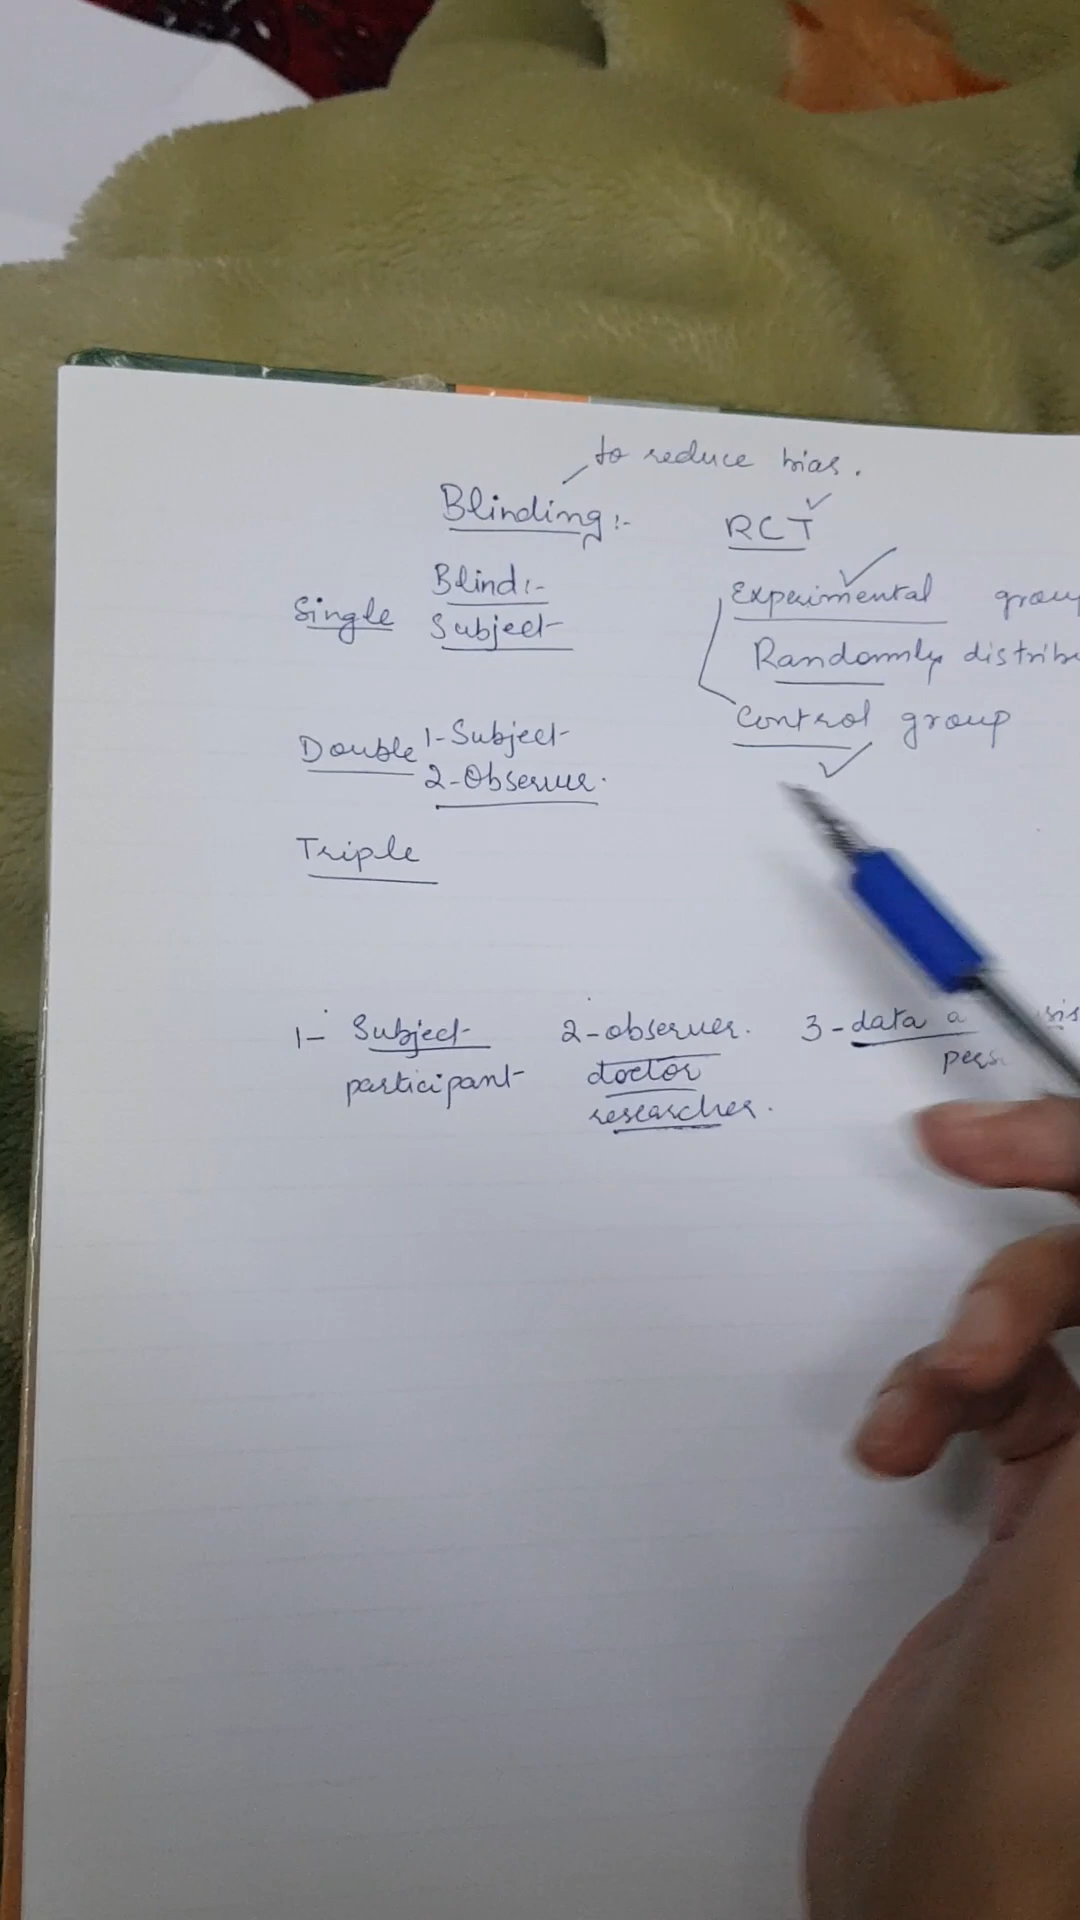 to reduce bias.
Blinding:-
RCT
Blind:-
Single Subject
Experimental
Randomly
Double 1-Subject
2-Observer.
Control group
Triple
1- Subject 2-observer. 3-data
participant doctor
researcher.